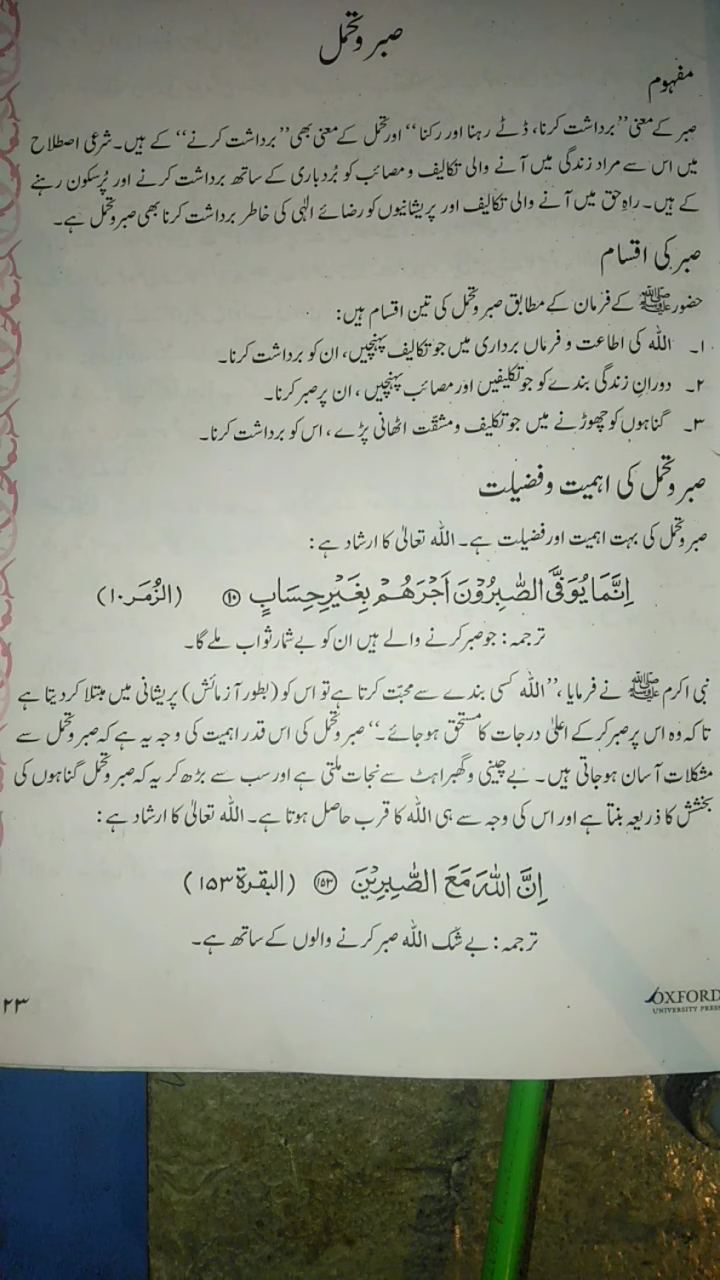 صبر و تحمل
مفہوم
صبر کے معنی ”برداشت کرنا، ڈٹے رہنا اور رکنا“ اور تحمل کے معنی بھی ”برداشت کرنے“ کے ہیں۔ شرعی اصطلاح
میں اس سے مراد زندگی میں آنے والی تکالیف و مصائب کو بُردباری کے ساتھ برداشت کرنے اور پُرسکون رہنے
کے ہیں۔ راہِ حق میں آنے والی تکالیف اور پریشانیوں کو رضائے الٰہی کی خاطر برداشت کرنا بھی صبر و تحمل ہے۔
صبر کی اقسام
حضور ﷺ کے فرمان کے مطابق صبر و تحمل کی تین اقسام ہیں:
۱۔ اللہ کی اطاعت و فرماں برداری میں جو تکالیف پہنچیں، ان کو برداشت کرنا۔
۲۔ دورانِ زندگی بندے کو جو تکلیفیں اور مصائب پہنچیں، ان پر صبر کرنا۔
۳۔ گناہوں کو چھوڑنے میں جو تکلیف و مشقّت اٹھانی پڑے، اس کو برداشت کرنا۔
صبر و تحمل کی اہمیت و فضیلت
صبر و تحمل کی بہت اہمیت اور فضیلت ہے۔ اللہ تعالیٰ کا ارشاد ہے:
اِنَّمَا يُوَفَّى الصّٰبِرُوْنَ اَجْرَهُمْ بِغَيْرِ حِسَابٍ ۱۰ (الزُمَر ۱۰)
ترجمہ: جو صبر کرنے والے ہیں ان کو بے شمار ثواب ملے گا۔
نبی اکرم ﷺ نے فرمایا، ”اللہ کسی بندے سے محبّت کرتا ہے تو اس کو (بطور آزمائش) پریشانی میں مبتلا کر دیتا ہے
تا کہ وہ اس پر صبر کر کے اعلیٰ درجات کا مستحق ہو جائے۔“ صبر و تحمل کی اس قدر اہمیت کی وجہ یہ ہے کہ صبر و تحمل سے
مشکلات آسان ہو جاتی ہیں۔ بے چینی و گھبراہٹ سے نجات ملتی ہے اور سب سے بڑھ کر یہ کہ صبر و تحمل گناہوں کی
بخشش کا ذریعہ بنتا ہے اور اس کی وجہ سے ہی اللہ کا قرب حاصل ہوتا ہے۔ اللہ تعالیٰ کا ارشاد ہے:
اِنَّ اللّٰهَ مَعَ الصّٰبِرِيْنَ ۱۵۳ (البقرة ۱۵۳)
ترجمہ: بے شک اللہ صبر کرنے والوں کے ساتھ ہے۔
OXFORD
UNIVERSITY PRESS
۲۳